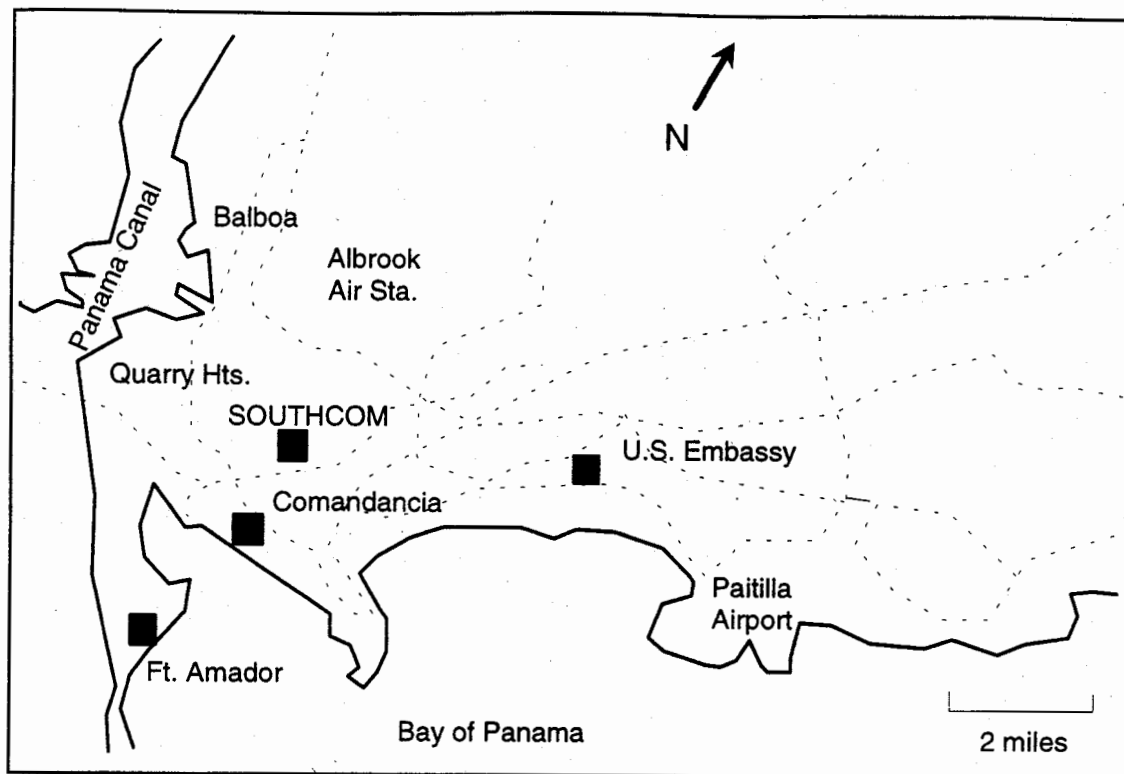 N
Balboa
Panama Canal
Albrook
Air Sta.
Quarry Hts.
SOUTHCOM
U.S. Embassy
Comandancia
Paitilla
Airport
Ft. Amador
Bay of Panama
2 miles